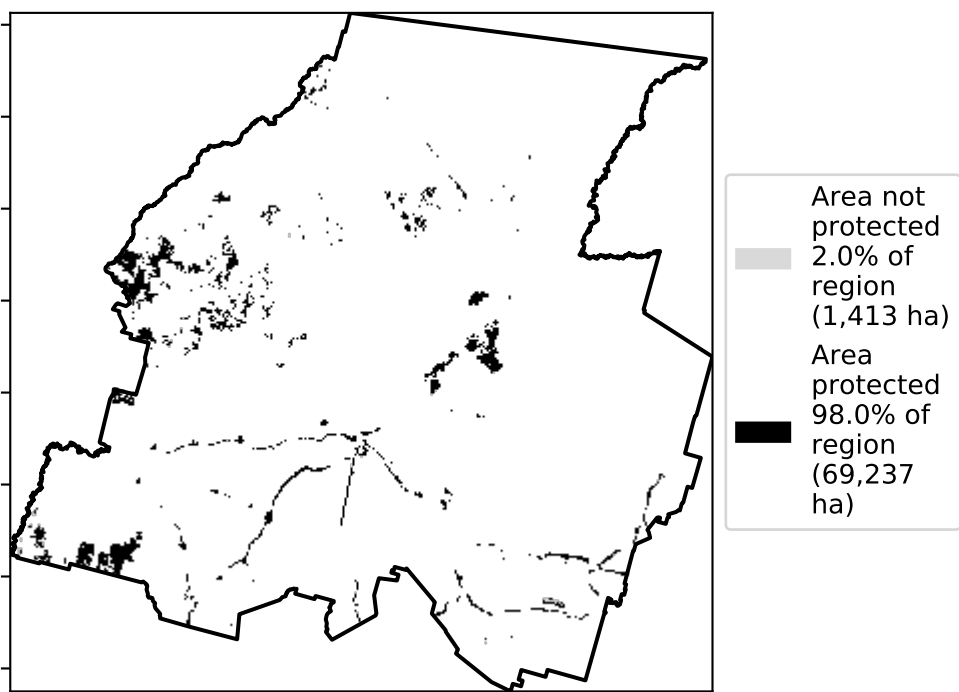 Area not
protected
2.0% of
region
(1,413 ha)
Area
protected
98.0% of
region
(69,237
ha)